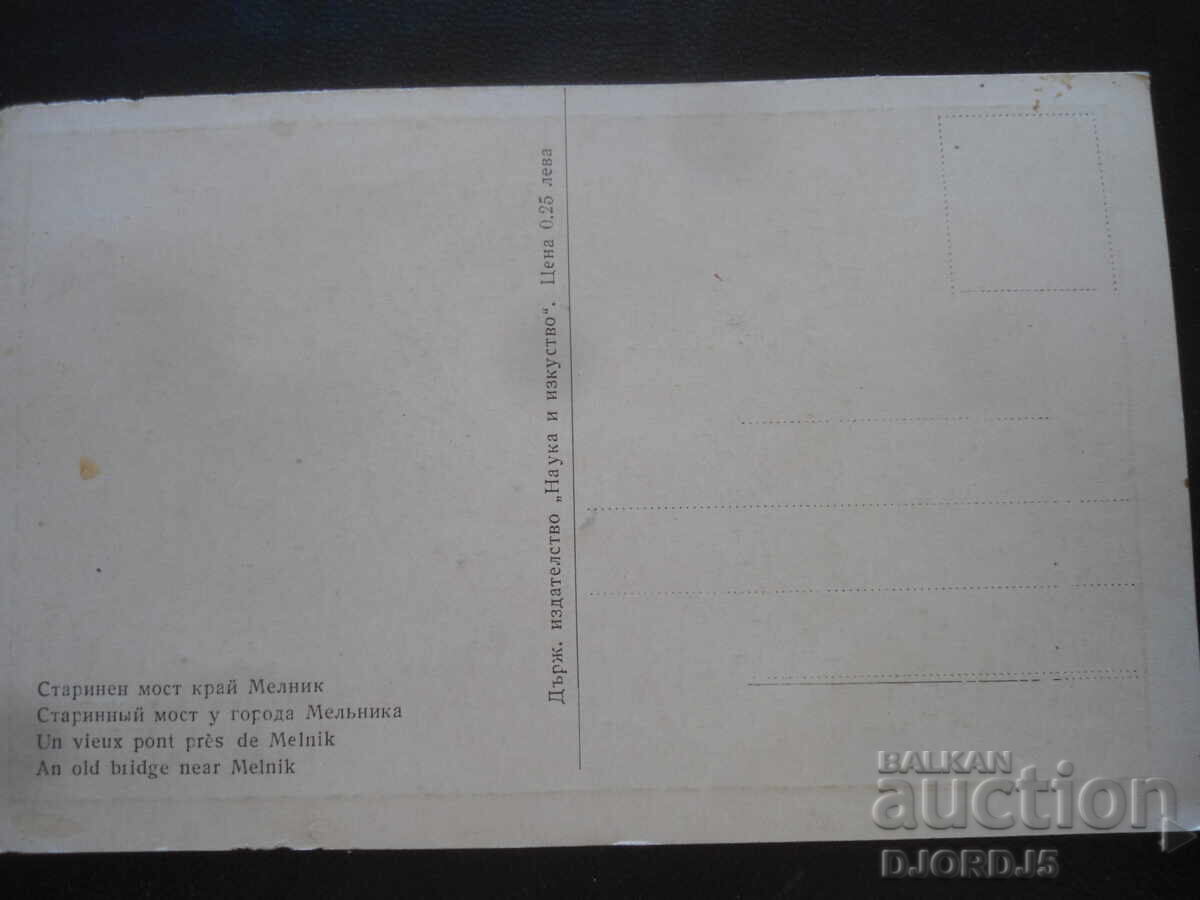 Старинен мост край Мелник
Старинный мост у города Мельника
Un vieux pont près de Melnik
An old bridge near Melnik
Държ. издателство „Наука и изкуство“. Цена 0.25 лева
BALKAN
auction
DJORDJ5